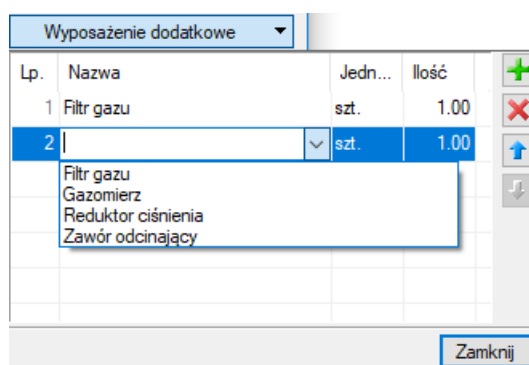 Wyposażenie dodatkowe
Lp. Nazwa Jedn... Ilość
1 Filtr gazu szt. 1.00
2 szt. 1.00
Filtr gazu
Gazomierz
Reduktor ciśnienia
Zawór odcinający
Zamknij